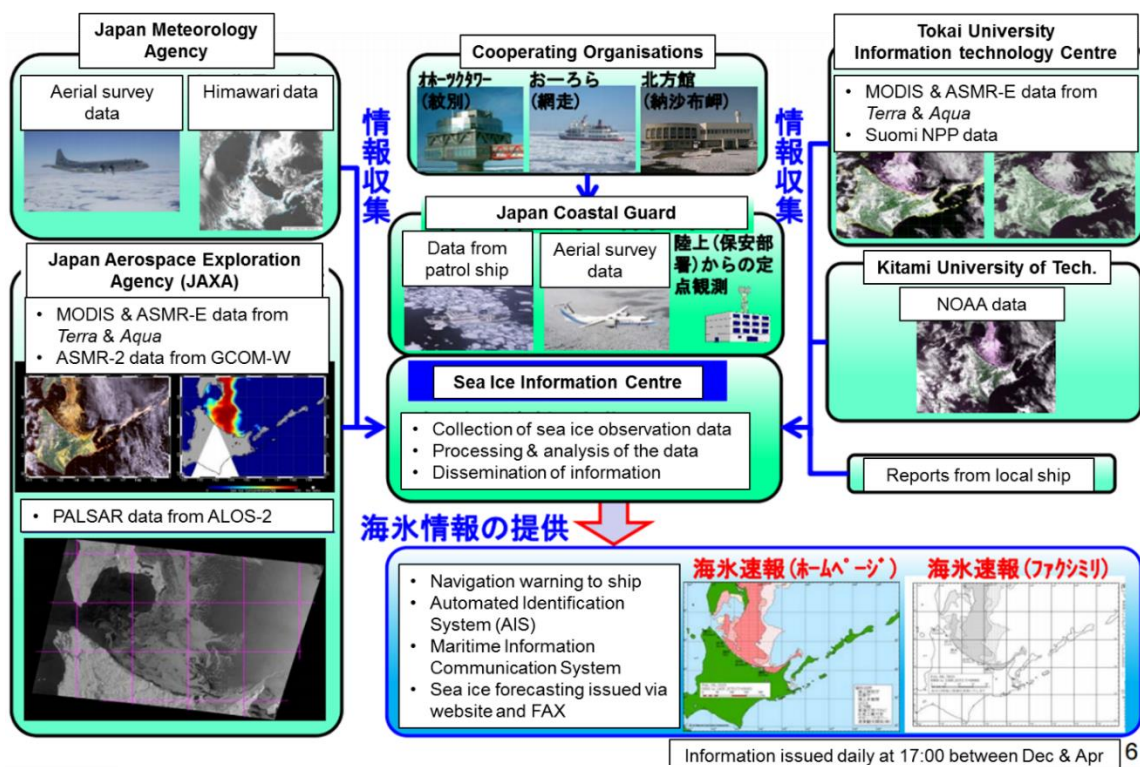 Japan Meteorology
Agency
Aerial survey
data
Himawari data
Japan Aerospace Exploration
Agency (JAXA)
• MODIS & ASMR-E data from
Terra & Aqua
• ASMR-2 data from GCOM-W
• PALSAR data from ALOS-2
情報収集
Cooperating Organisations
オホーツクタワー
(紋別)
おーろら
(網走)
北方館
(納沙布岬)
Japan Coastal Guard
Data from
patrol ship
Aerial survey
data
陸上(保安部
署)からの定
点観測
Sea Ice Information Centre
• Collection of sea ice observation data
• Processing & analysis of the data
• Dissemination of information
情報収集
Tokai University
Information technology Centre
• MODIS & ASMR-E data from
Terra & Aqua
• Suomi NPP data
Kitami University of Tech.
NOAA data
Reports from local ship
海氷情報の提供
• Navigation warning to ship
• Automated Identification
System (AIS)
• Maritime Information
Communication System
• Sea ice forecasting issued via
website and FAX
海氷速報(ホームページ)
海氷速報(ファクシミリ)
Information issued daily at 17:00 between Dec & Apr
6